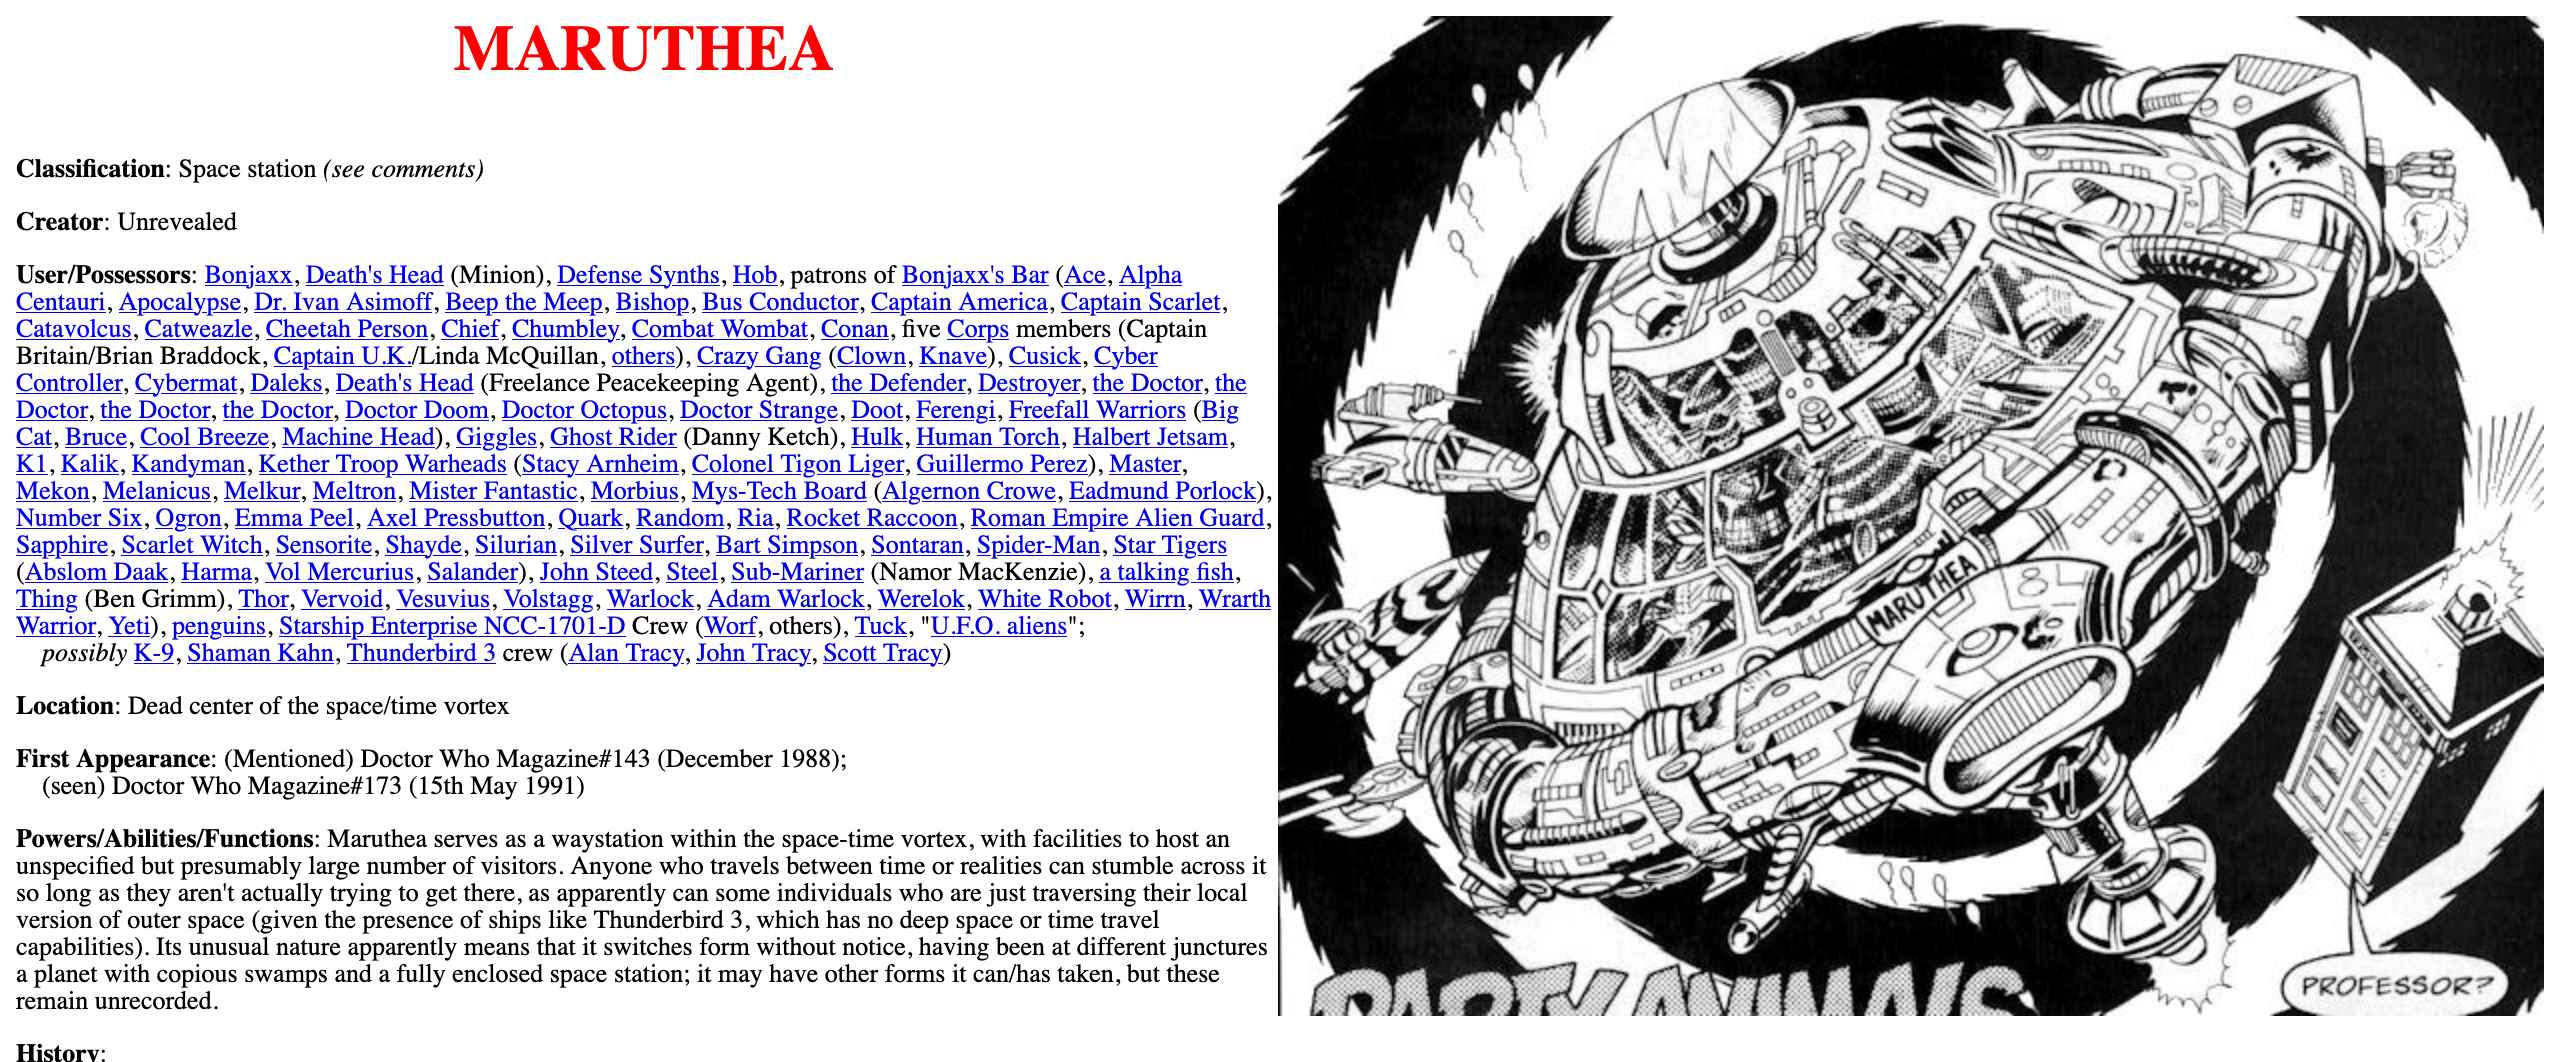 MARUTHEA
Classification: Space station (see comments)
Creator: Unrevealed
User/Possessors: Bonjaxx, Death's Head (Minion), Defense Synths, Hob, patrons of Bonjaxx's Bar (Ace, Alpha
Centauri, Apocalypse, Dr. Ivan Asimoff, Beep the Meep, Bishop, Bus Conductor, Captain America, Captain Scarlet,
Catavolcus, Catweazle, Cheetah Person, Chief, Chumbley, Combat Wombat, Conan, five Corps members (Captain
Britain/Brian Braddock, Captain U.K./Linda McQuillan, others), Crazy Gang (Clown, Knave), Cusick, Cyber
Controller, Cybermat, Daleks, Death's Head (Freelance Peacekeeping Agent), the Defender, Destroyer, the Doctor, the
Doctor, the Doctor, the Doctor, Doctor Doom, Doctor Octopus, Doctor Strange, Doot, Ferengi, Freefall Warriors (Big
Cat, Bruce, Cool Breeze, Machine Head), Giggles, Ghost Rider (Danny Ketch), Hulk, Human Torch, Halbert Jetsam,
K1, Kalik, Kandyman, Kether Troop Warheads (Stacy Arnheim, Colonel Tigon Liger, Guillermo Perez), Master,
Mekon, Melanicus, Melkur, Meltron, Mister Fantastic, Morbius, Mys-Tech Board (Algernon Crowe, Eadmund Porlock),
Number Six, Ogron, Emma Peel, Axel Pressbutton, Quark, Random, Ria, Rocket Raccoon, Roman Empire Alien Guard,
Sapphire, Scarlet Witch, Sensorite, Shayde, Silurian, Silver Surfer, Bart Simpson, Sontaran, Spider-Man, Star Tigers
(Abslom Daak, Harma, Vol Mercurius, Salander), John Steed, Steel, Sub-Mariner (Namor MacKenzie), a talking fish,
Thing (Ben Grimm), Thor, Vervoid, Vesuvius, Volstagg, Warlock, Adam Warlock, Werelok, White Robot, Wirrn, Wrarth
Warrior, Yeti), penguins, Starship Enterprise NCC-1701-D Crew (Worf, others), Tuck, "U.F.O. aliens";
possibly K-9, Shaman Kahn, Thunderbird 3 crew (Alan Tracy, John Tracy, Scott Tracy)
Location: Dead center of the space/time vortex
First Appearance: (Mentioned) Doctor Who Magazine#143 (December 1988);
(seen) Doctor Who Magazine#173 (15th May 1991)
Powers/Abilities/Functions: Maruthea serves as a waystation within the space-time vortex, with facilities to host an
unspecified but presumably large number of visitors. Anyone who travels between time or realities can stumble across it
so long as they aren't actually trying to get there, as apparently can some individuals who are just traversing their local
version of outer space (given the presence of ships like Thunderbird 3, which has no deep space or time travel
capabilities). Its unusual nature apparently means that it switches form without notice, having been at different junctures
a planet with copious swamps and a fully enclosed space station; it may have other forms it can/has taken, but these
remain unrecorded.
History:
MARUTHEA
PROFESSOR?
PARTY ANIMALS